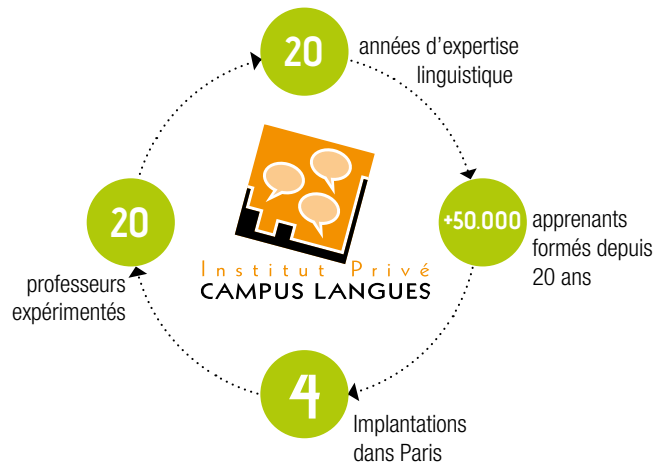 20
années d'expertise
linguistique
+50.000
apprenants
formés depuis
20 ans
4
Implantations
dans Paris
20
professeurs
expérimentés
Institut Privé
CAMPUS LANGUES